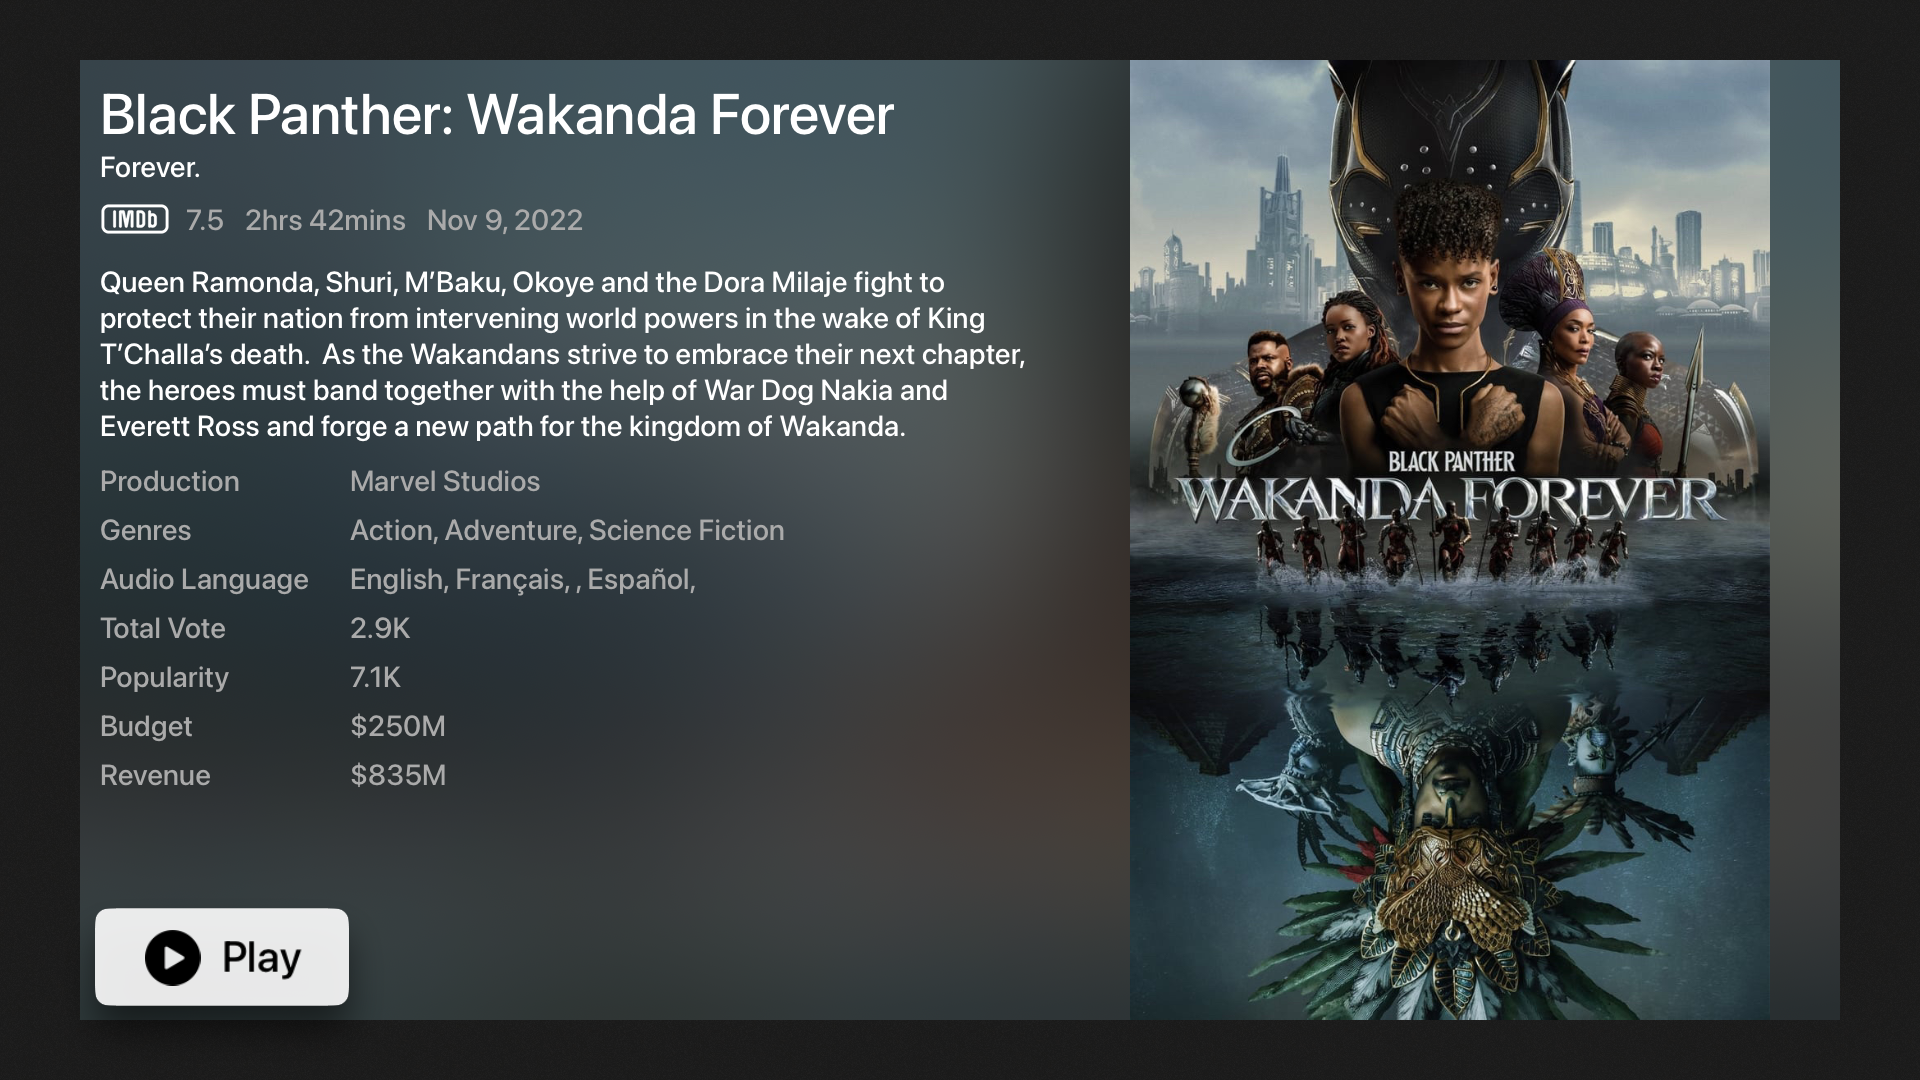 Black Panther: Wakanda Forever
Forever.
IMDb 7.5 2hrs 42mins Nov 9, 2022
Queen Ramonda, Shuri, M’Baku, Okoye and the Dora Milaje fight to
protect their nation from intervening world powers in the wake of King
T’Challa’s death.  As the Wakandans strive to embrace their next chapter,
the heroes must band together with the help of War Dog Nakia and
Everett Ross and forge a new path for the kingdom of Wakanda.
Production Marvel Studios
Genres Action, Adventure, Science Fiction
Audio Language English, Français, , Español,
Total Vote 2.9K
Popularity 7.1K
Budget $250M
Revenue $835M
Play
BLACK PANTHER
WAKANDA FOREVER